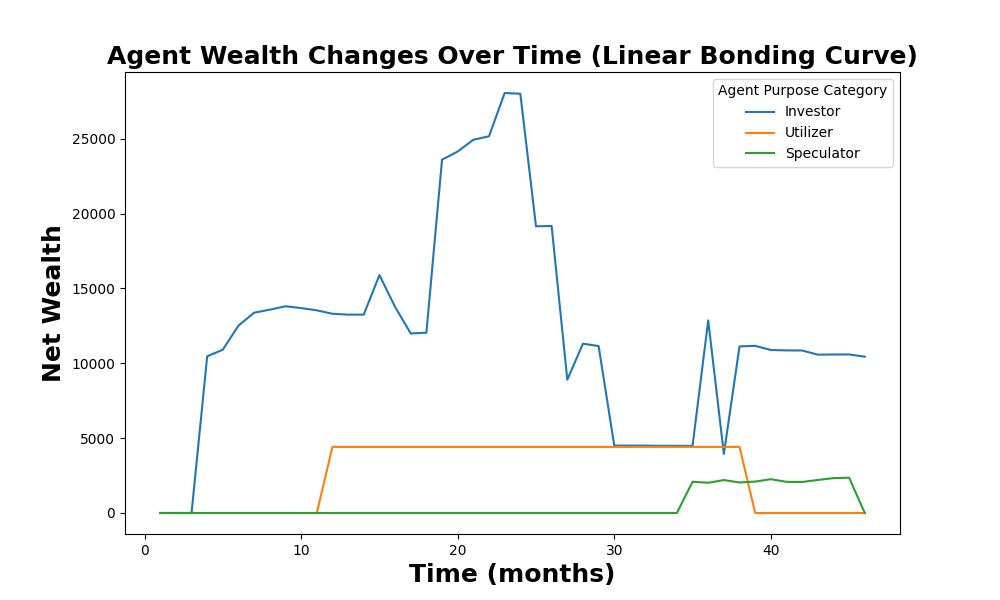 Agent Wealth Changes Over Time (Linear Bonding Curve)
Agent Purpose Category
Investor
Utilizer
Speculator
Net Wealth
25000
20000
15000
10000
5000
0
0 10 20 30 40
Time (months)